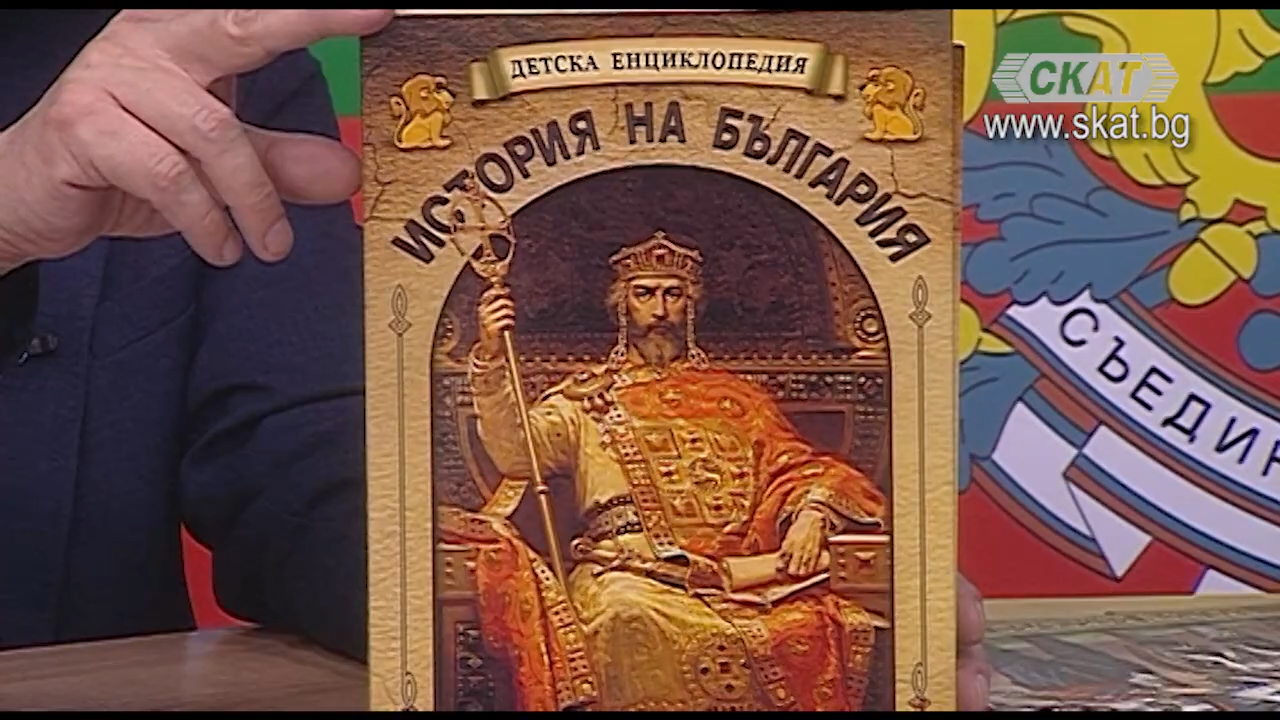 ДЕТСКА ЕНЦИКЛОПЕДИЯ
ИСТОРИЯ НА БЪЛГАРИЯ
СКАТ
www.skat.bg
СЪЕДИН